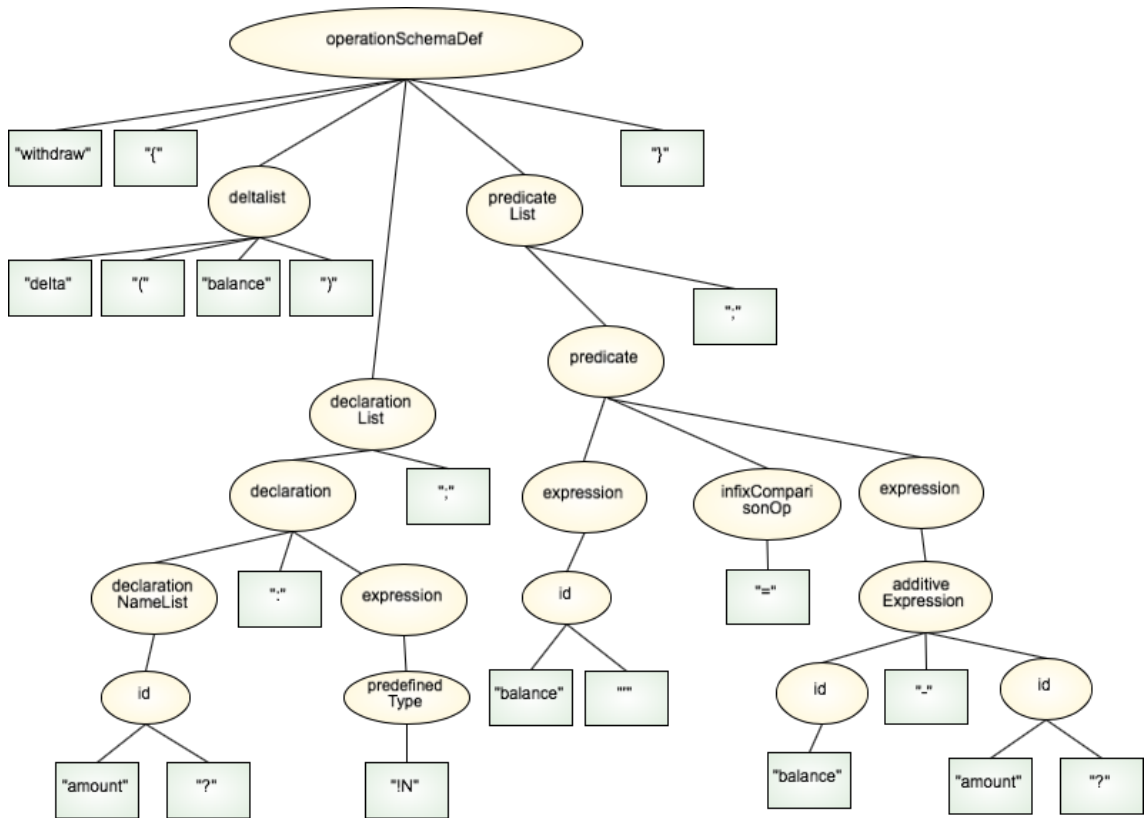 operationSchemaDef
"withdraw"
"{"
"}"
deltalist
predicate
List
"delta"
"("
"balance"
")"
";"
predicate
declaration
List
declaration
";"
expression
infixCompari
sonOp
expression
declaration
NameList
":"
expression
id
"="
additive
Expression
id
predefined
Type
"balance"
"'"
id
"-"
id
"amount"
"?"
"!N"
"balance"
"amount"
"?"